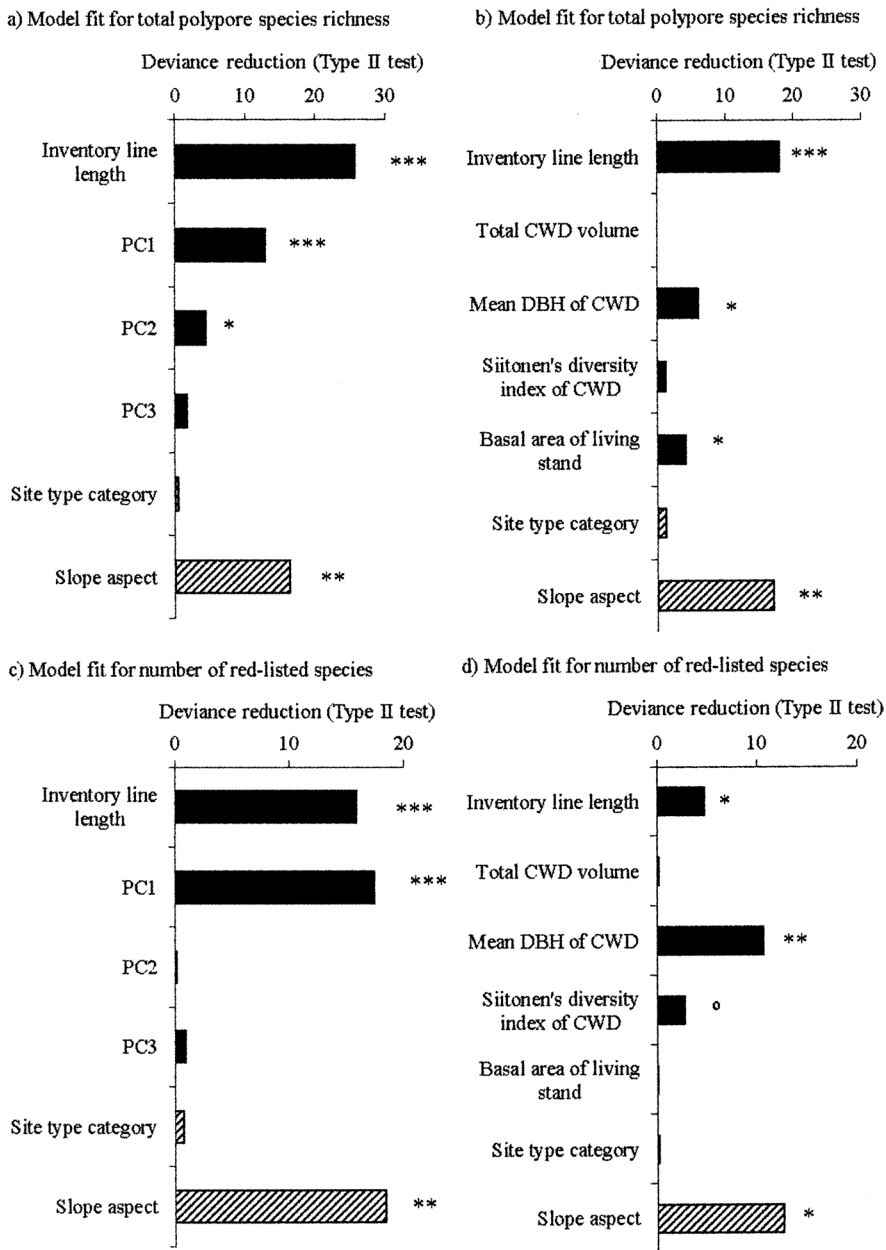 a) Model fit for total polypore species richness
Deviance reduction (Type II test)
0 10 20 30
Inventory line
length
***
PC1
***
PC2
*
PC3
Site type category
Slope aspect
**
b) Model fit for total polypore species richness
Deviance reduction (Type II test)
0 10 20 30
Inventory line length
***
Total CWD volume
Mean DBH of CWD
*
Siitonen's diversity
index of CWD
Basal area of living
stand
*
Site type category
Slope aspect
**
c) Model fit for number of red-listed species
Deviance reduction (Type II test)
0 10 20
Inventory line
length
***
PC1
***
PC2
PC3
Site type category
Slope aspect
**
d) Model fit for number of red-listed species
Deviance reduction (Type II test)
0 10 20
Inventory line length
*
Total CWD volume
Mean DBH of CWD
**
Siitonen's diversity
index of CWD
o
Basal area of living
stand
Site type category
Slope aspect
*